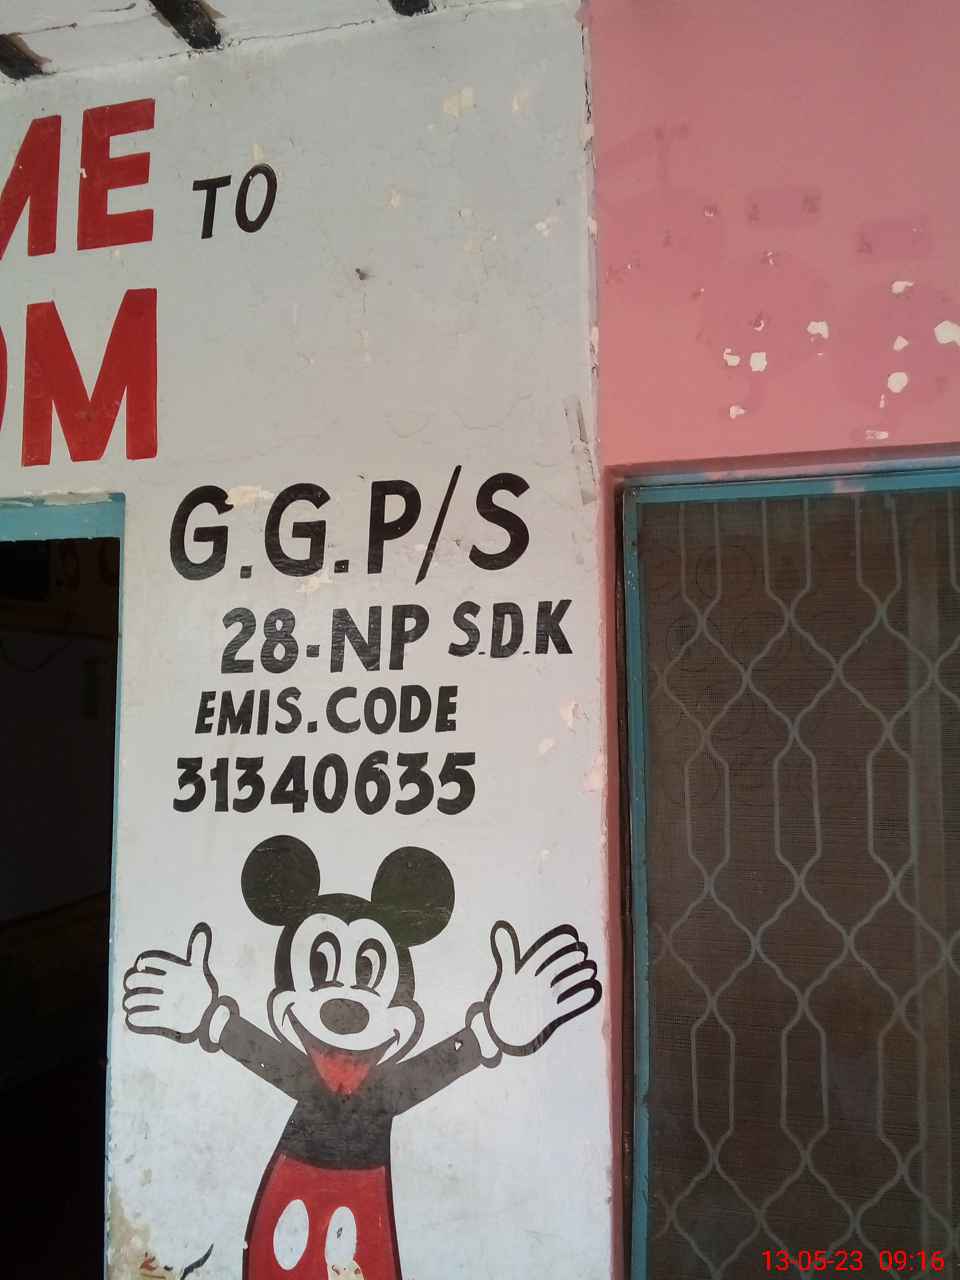 ME TO
OM
G.G.P/S
28-NP S.D.K
EMIS.CODE
31340635
13-05-23 09:16